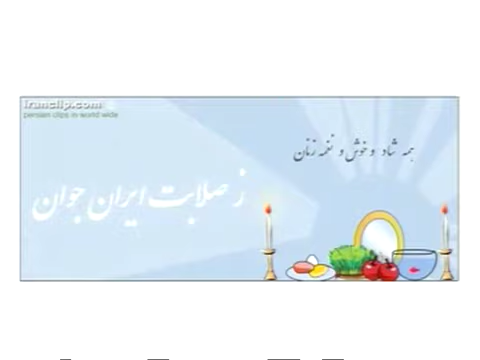 iranclip.com
persian clips in world wide
همه شاد و خوش و نغمه زنان
ز صلابت ایران جوان